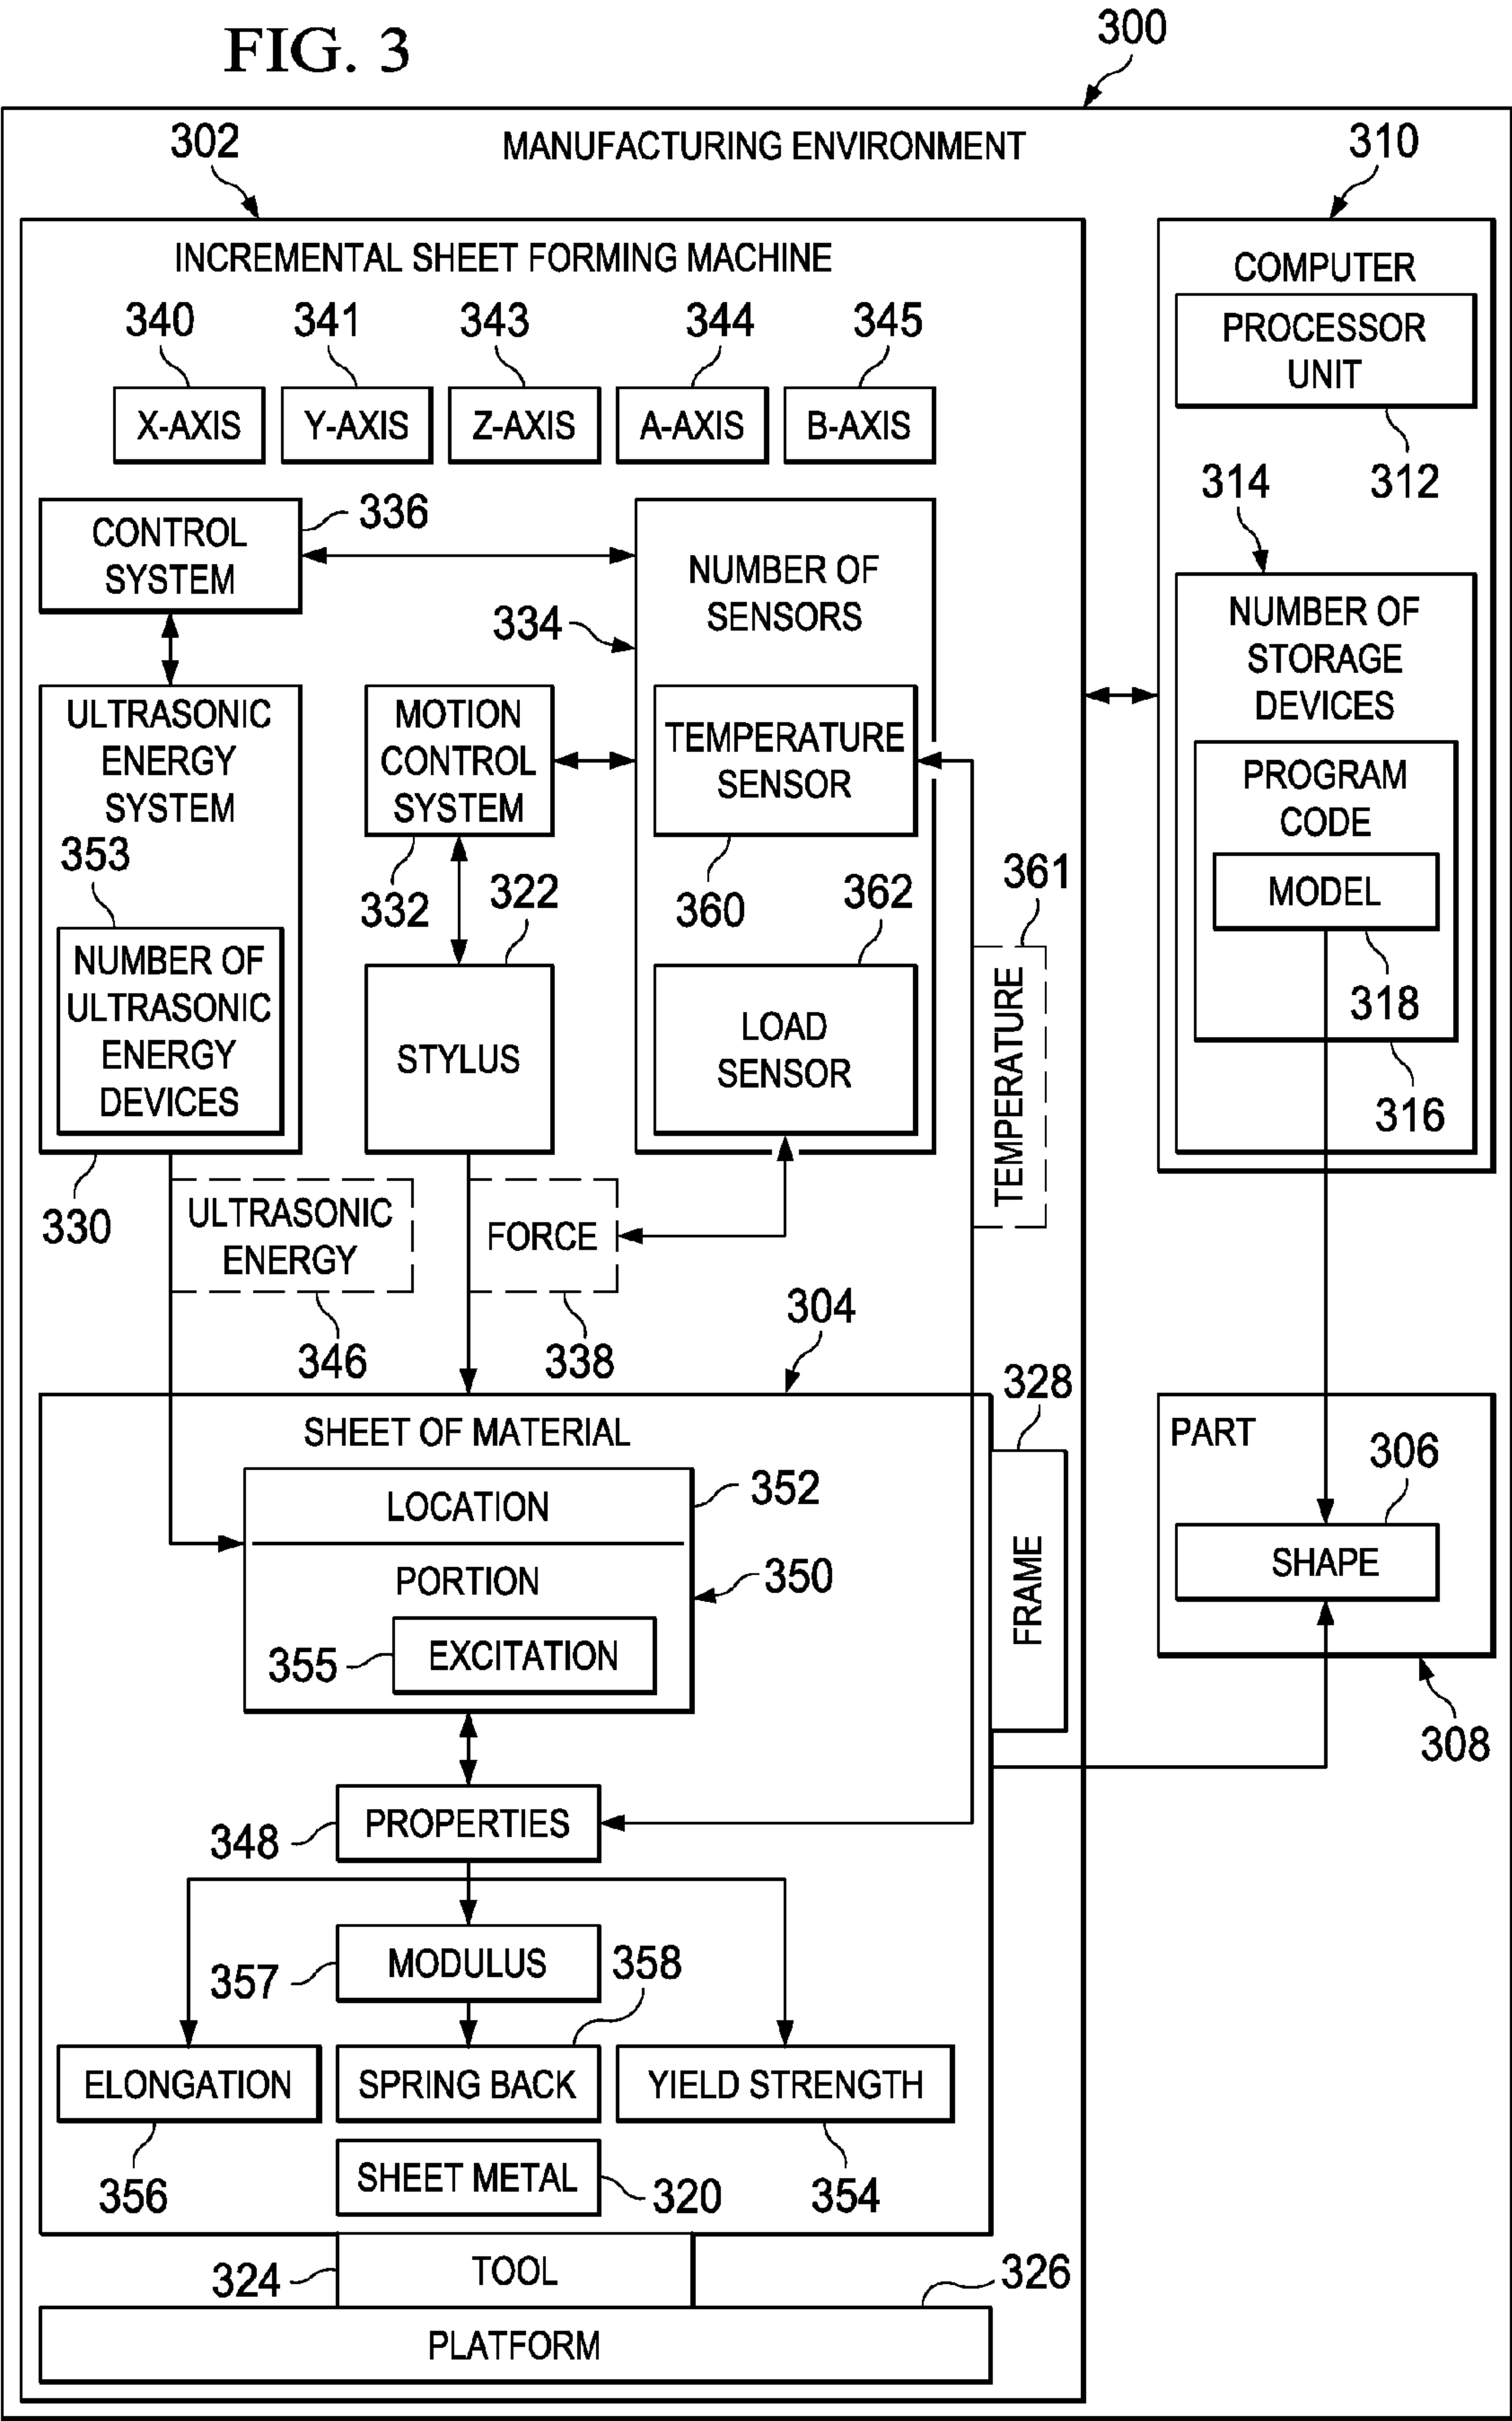 FIG. 3
300
302
MANUFACTURING ENVIRONMENT
310
INCREMENTAL SHEET FORMING MACHINE
340
341
343
344
345
X-AXIS
Y-AXIS
Z-AXIS
A-AXIS
B-AXIS
COMPUTER
PROCESSOR
UNIT
312
314
CONTROL
SYSTEM
336
NUMBER OF
SENSORS
334
NUMBER OF
STORAGE
DEVICES
ULTRASONIC
ENERGY
SYSTEM
353
MOTION
CONTROL
SYSTEM
332
322
TEMPERATURE
SENSOR
360
362
361
PROGRAM
CODE
MODEL
318
316
NUMBER OF
ULTRASONIC
ENERGY
DEVICES
330
STYLUS
LOAD
SENSOR
TEMPERATURE
ULTRASONIC
ENERGY
346
FORCE
338
304
328
SHEET OF MATERIAL
LOCATION
352
PORTION
350
EXCITATION
355
FRAME
PART
306
SHAPE
308
PROPERTIES
348
MODULUS
357
358
ELONGATION
SPRING BACK
YIELD STRENGTH
356
SHEET METAL
320
354
TOOL
324
326
PLATFORM